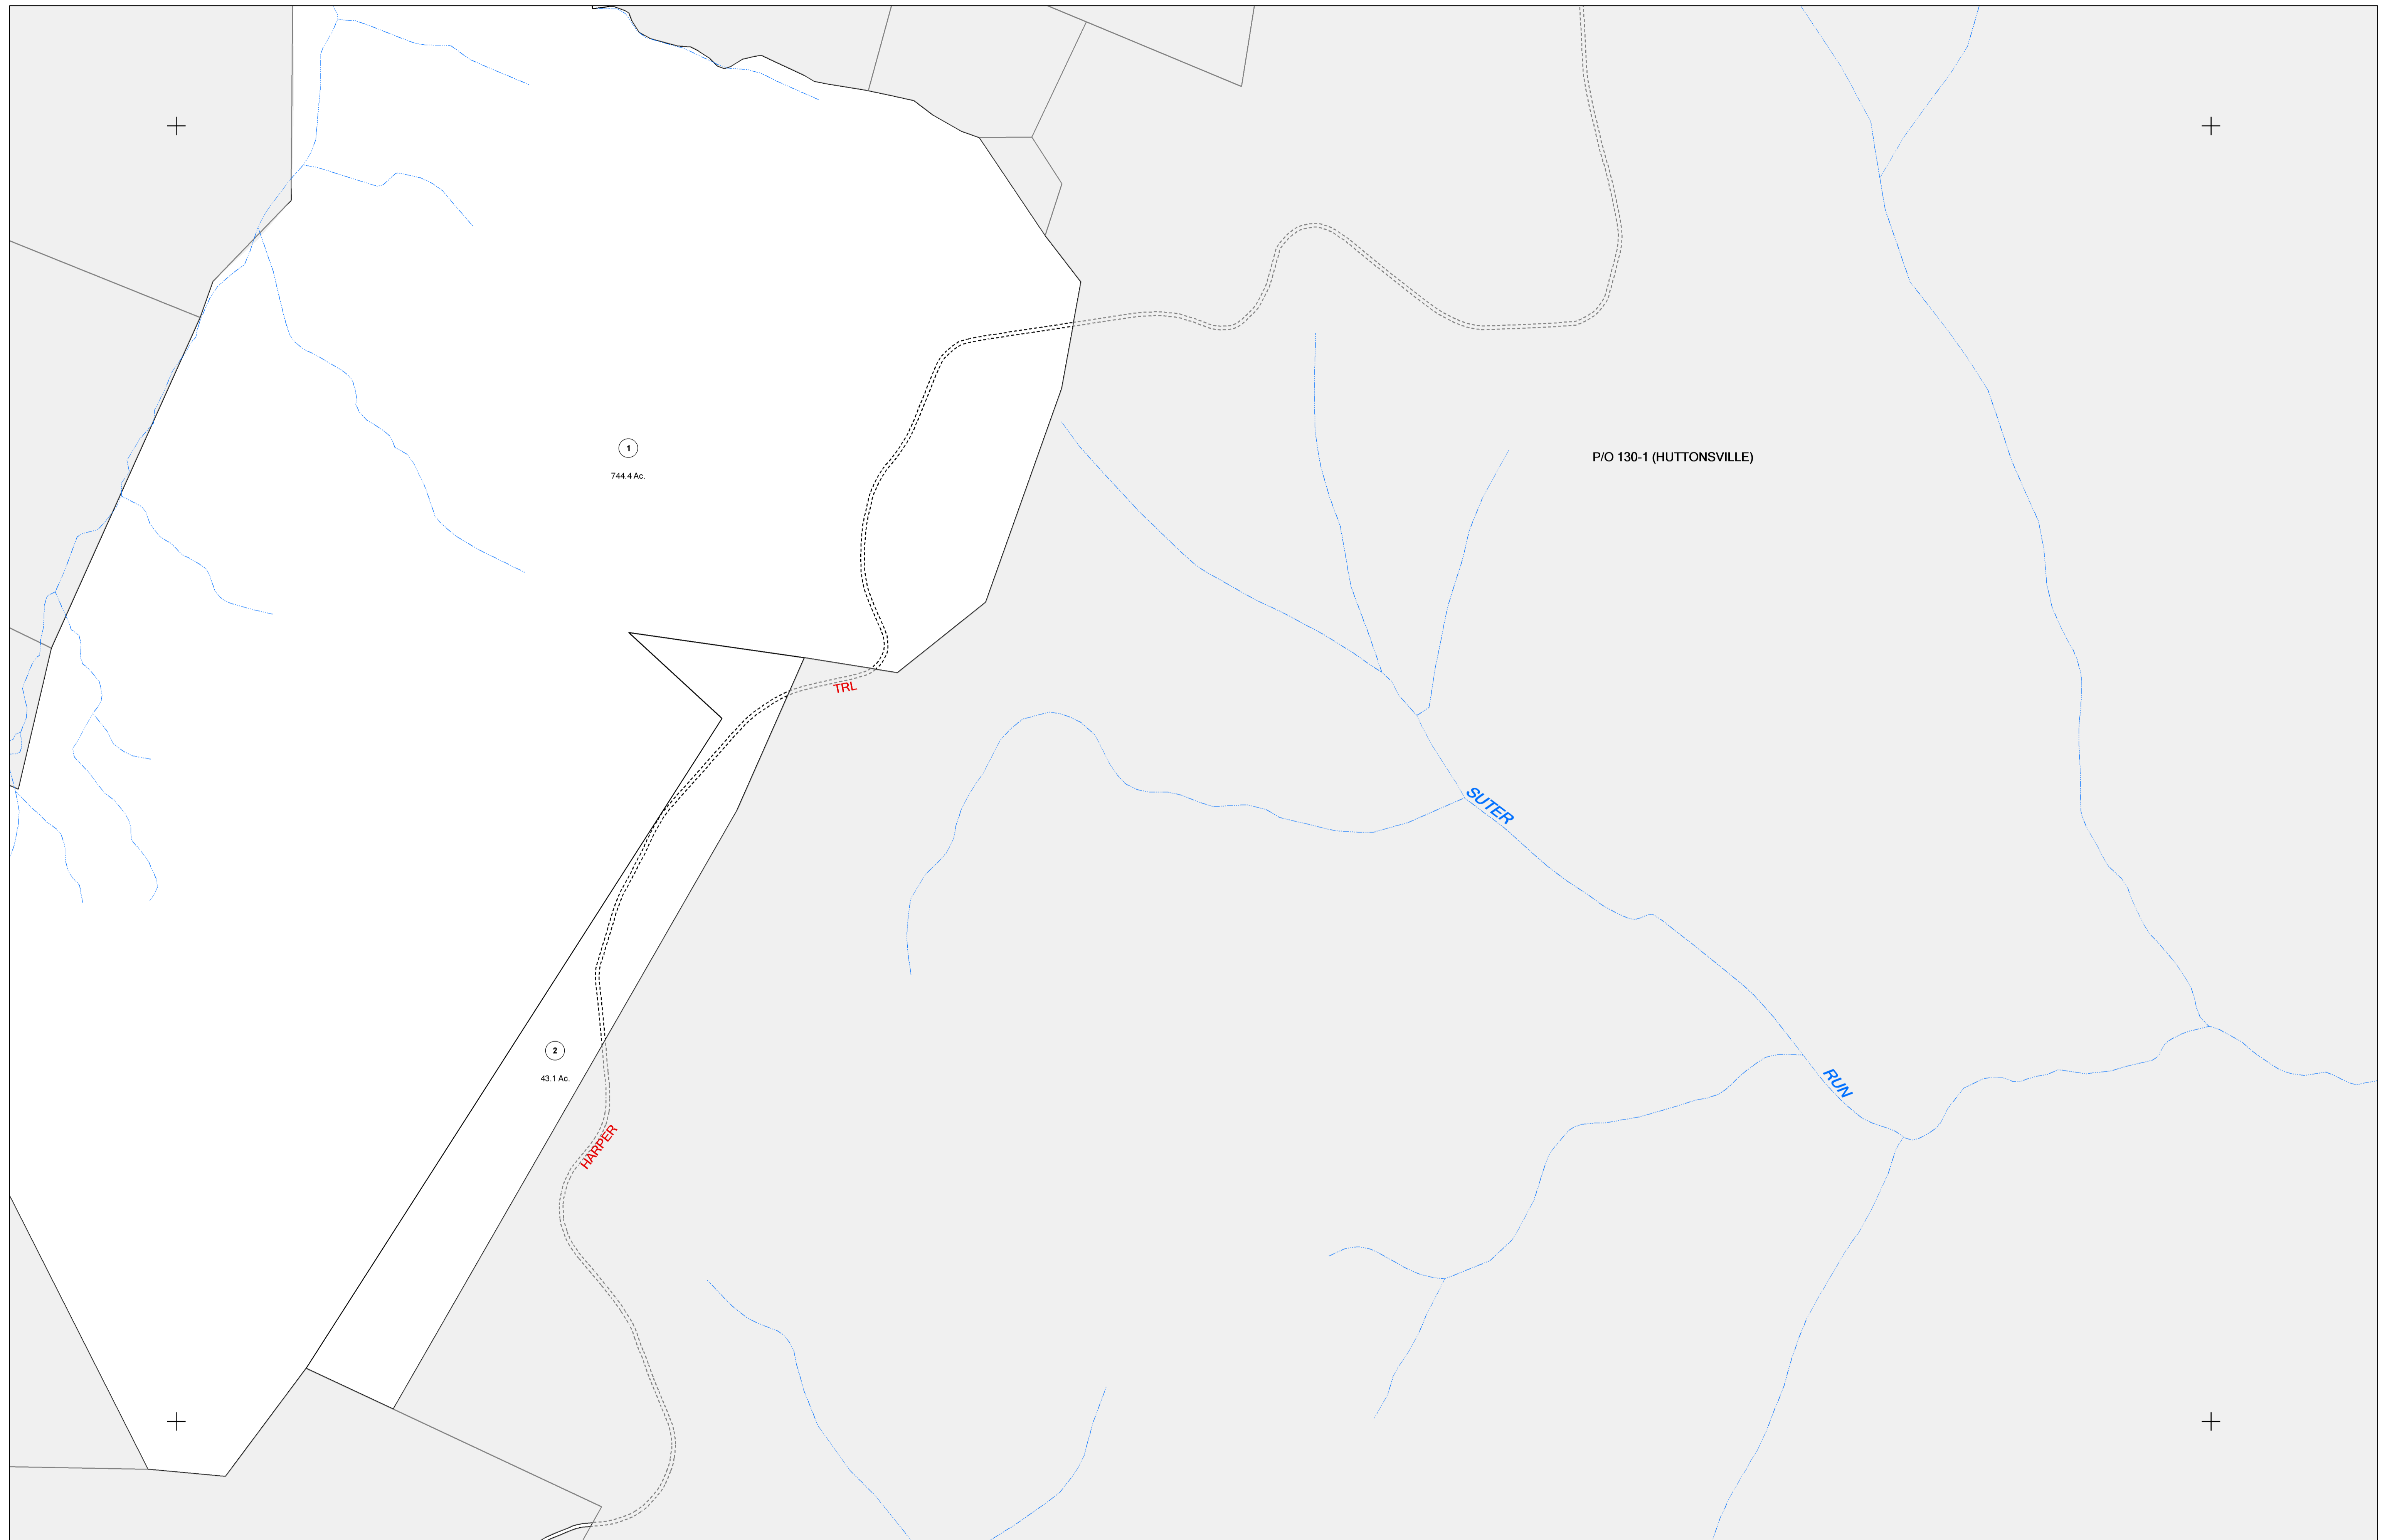 1
744.4 Ac.
P/O 130-1 (HUTTONSVILLE)
TRL
SUTER
2
43.1 Ac.
RUN
HARPER